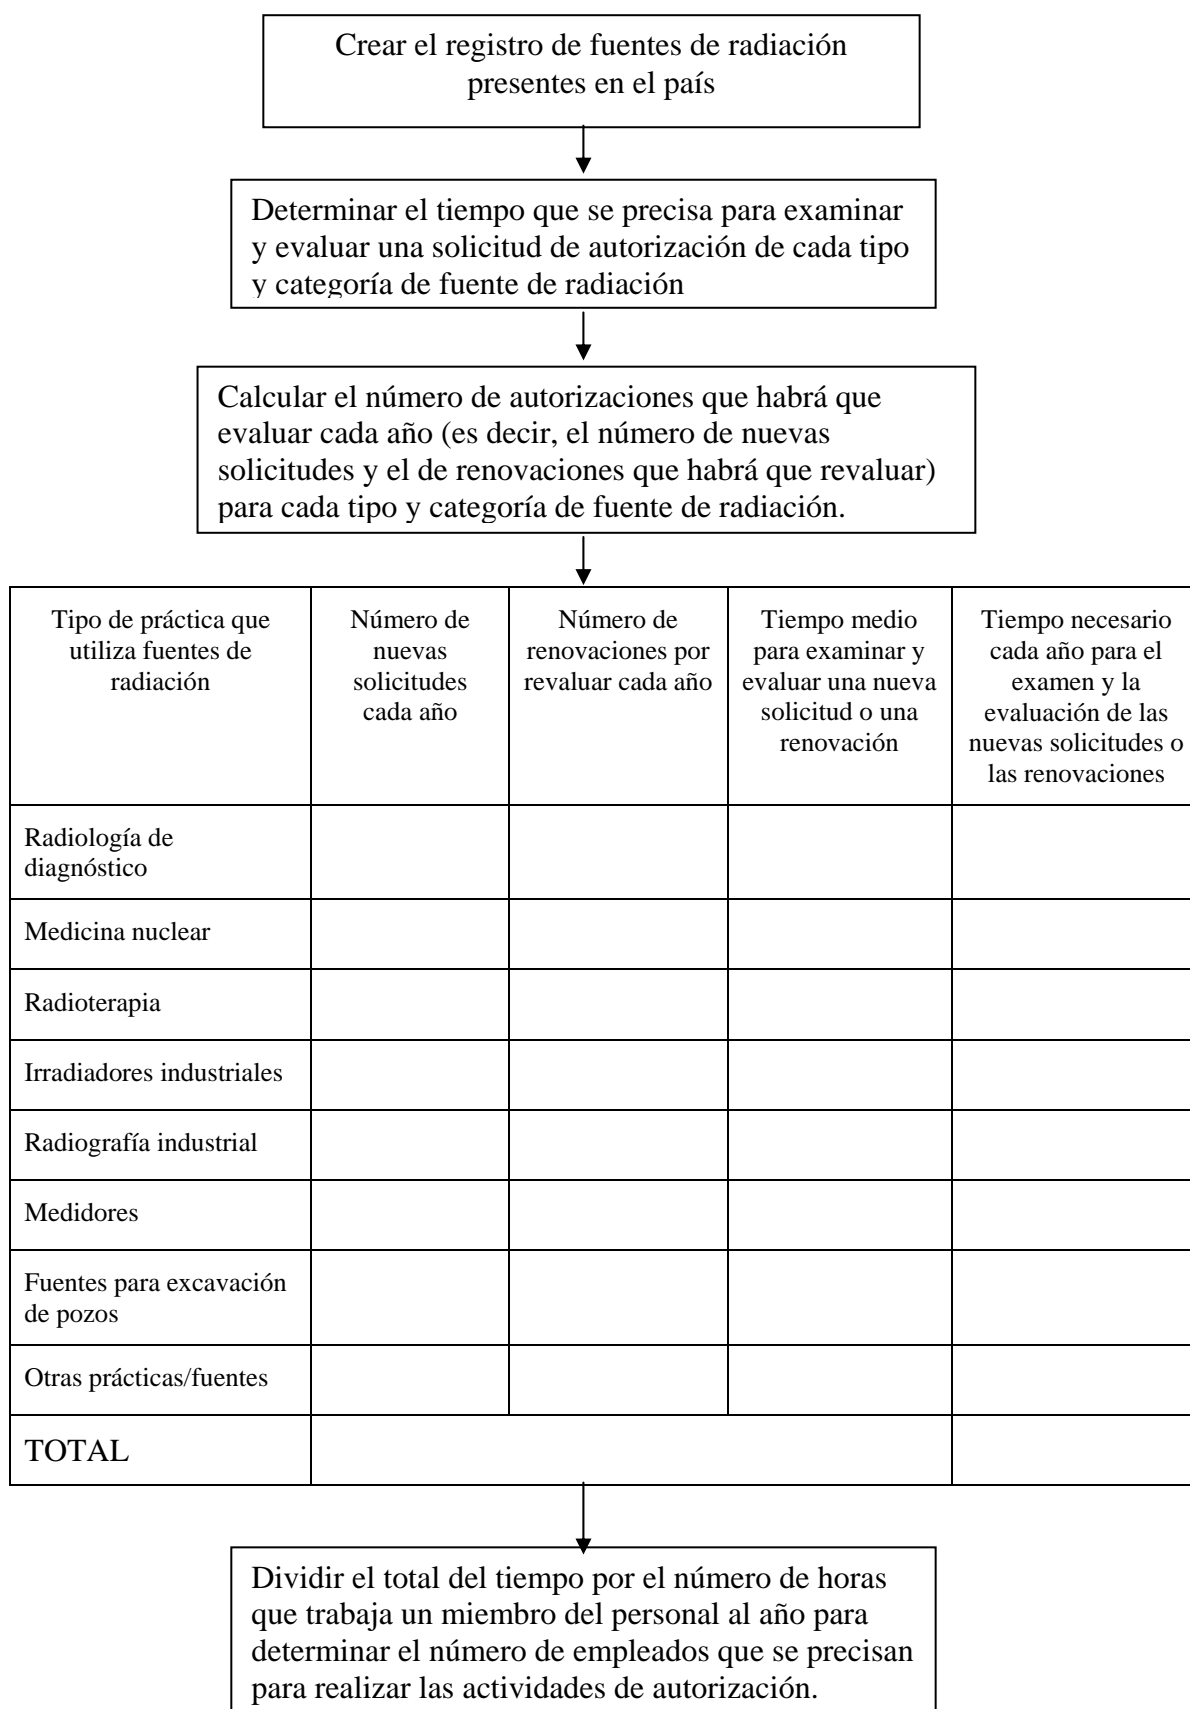 Crear el registro de fuentes de radiación
presentes en el país
Determinar el tiempo que se precisa para examinar
y evaluar una solicitud de autorización de cada tipo
y categoría de fuente de radiación
Calcular el número de autorizaciones que habrá que
evaluar cada año (es decir, el número de nuevas
solicitudes y el de renovaciones que habrá que revaluar)
para cada tipo y categoría de fuente de radiación.
Tipo de práctica que
utiliza fuentes de
radiación
Número de
nuevas
solicitudes
cada año
Número de
renovaciones por
revaluar cada año
Tiempo medio
para examinar y
evaluar una nueva
solicitud o una
renovación
Tiempo necesario
cada año para el
examen y la
evaluación de las
nuevas solicitudes o
las renovaciones
Radiología de
diagnóstico
Medicina nuclear
Radioterapia
Irradiadores industriales
Radiografía industrial
Medidores
Fuentes para excavación
de pozos
Otras prácticas/fuentes
TOTAL
Dividir el total del tiempo por el número de horas
que trabaja un miembro del personal al año para
determinar el número de empleados que se precisan
para realizar las actividades de autorización.